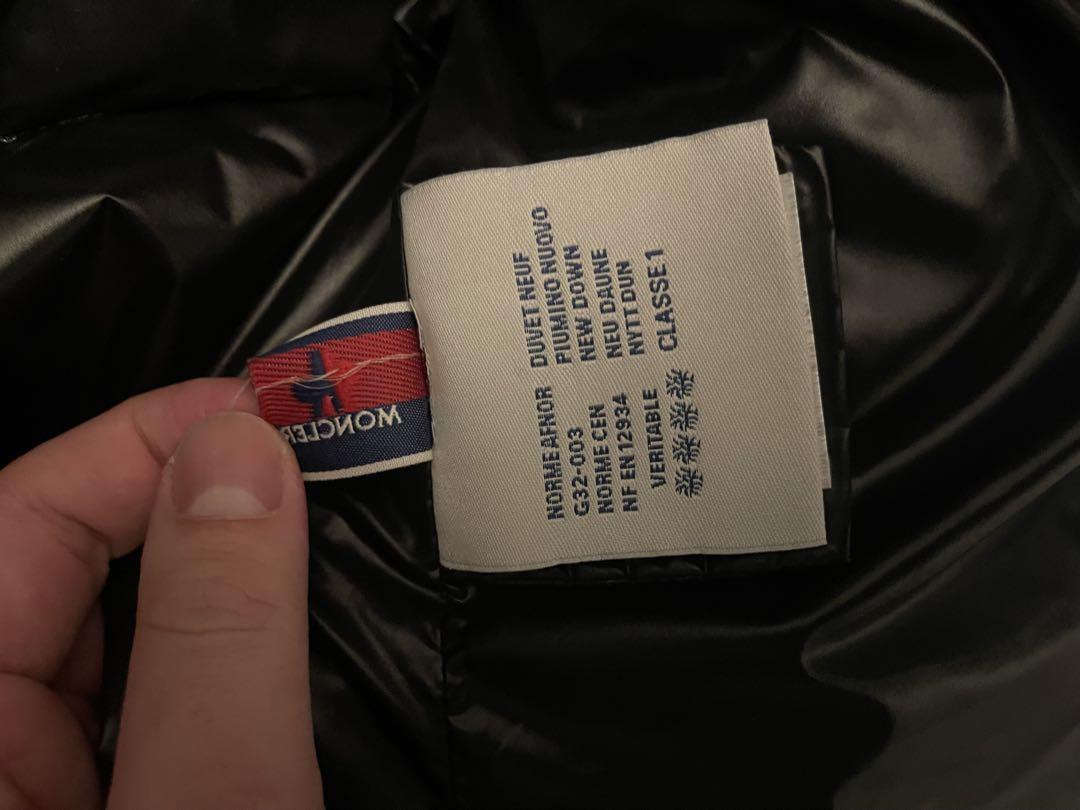 DUVET NEUF
PIUMINO NUOVO
NEW DOWN
NEU DAUNE
NYTT DUN
CLASSE 1
NORME AFNOR
G32-003
NORME CEN
NF EN 12934
VERITABLE
MONCLER